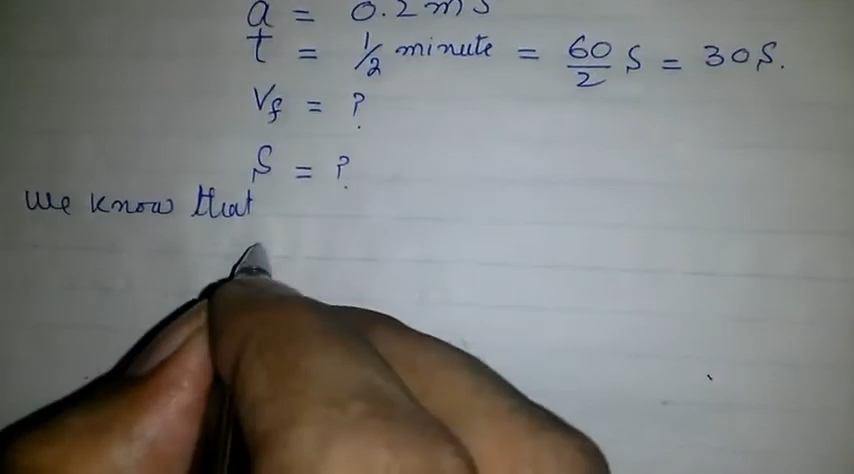 a = 0.2 ms
t = 1/2 minute = 60/2 S = 30 S.
Vf = ?
S = ?
We know that